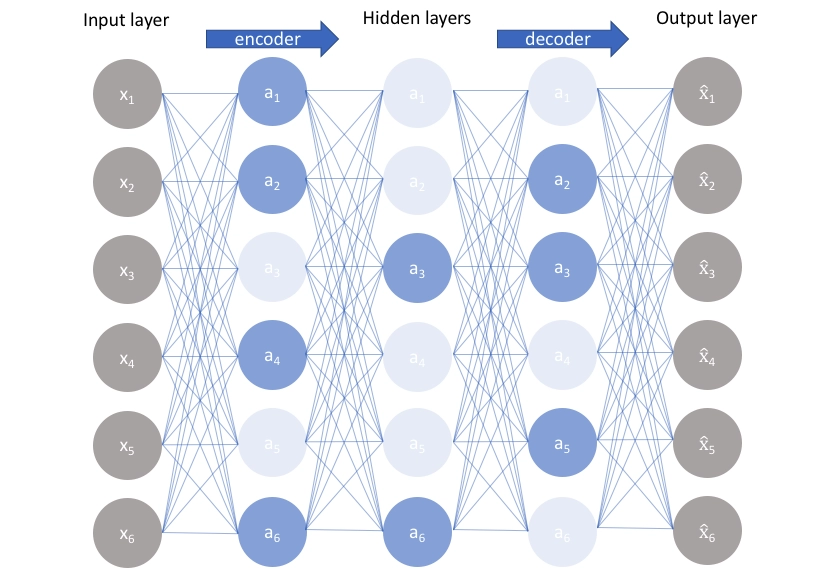 Input layer
encoder
Hidden layers
decoder
Output layer
x₁ a₁ a₁ a₁ x̂₁
x₂ a₂ a₂ a₂ x̂₂
x₃ a₃ a₃ a₃ x̂₃
x₄ a₄ a₄ a₄ x̂₄
x₅ a₅ a₅ a₅ x̂₅
x₆ a₆ a₆ a₆ x̂₆